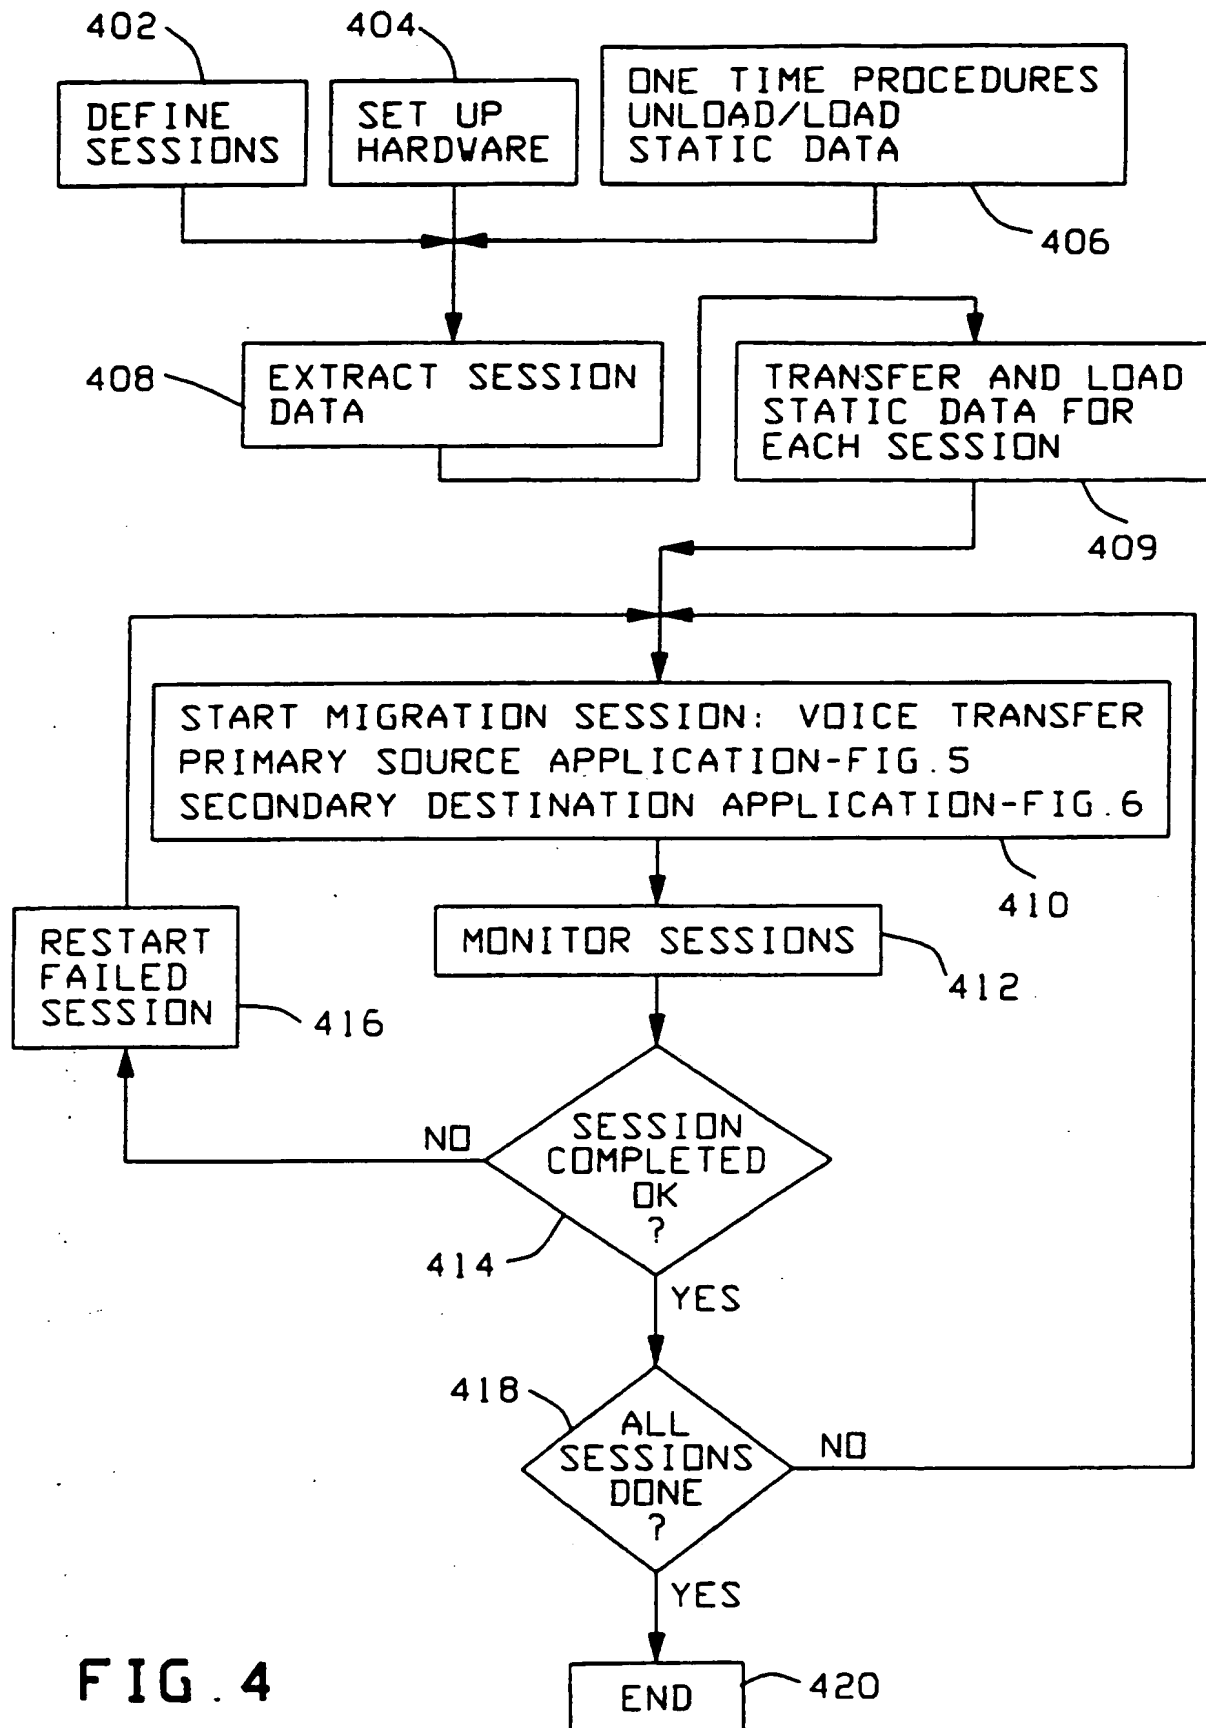 402
404
DEFINE
SESSIONS
SET UP
HARDWARE
ONE TIME PROCEDURES
UNLOAD/LOAD
STATIC DATA
406
408
EXTRACT SESSION
DATA
TRANSFER AND LOAD
STATIC DATA FOR
EACH SESSION
409
START MIGRATION SESSION: VOICE TRANSFER
PRIMARY SOURCE APPLICATION-FIG.5
SECONDARY DESTINATION APPLICATION-FIG.6
410
RESTART
FAILED
SESSION
416
MONITOR SESSIONS
412
NO
SESSION
COMPLETED
OK
?
414
YES
418
ALL
SESSIONS
DONE
?
NO
YES
FIG.4
END
420